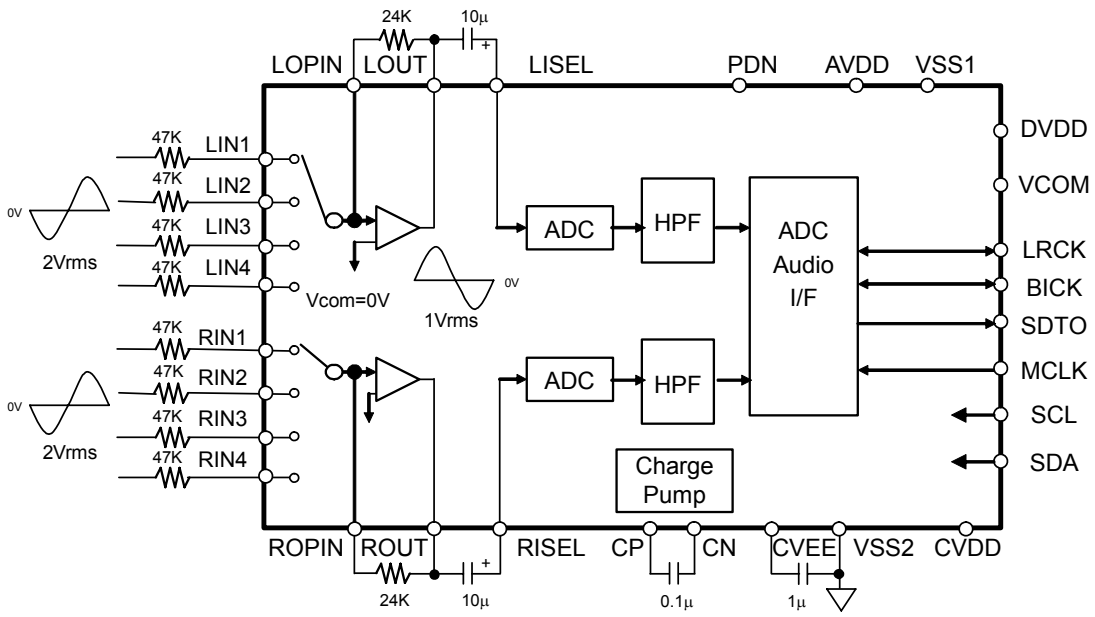 24K
10μ
+
LOPIN
LOUT
LISEL
PDN
AVDD
VSS1
47K
LIN1
47K
LIN2
47K
LIN3
47K
LIN4
0V
2Vrms
Vcom=0V
0V
1Vrms
ADC
HPF
ADC
Audio
I/F
DVDD
VCOM
LRCK
BICK
SDTO
MCLK
SCL
SDA
47K
RIN1
47K
RIN2
47K
RIN3
47K
RIN4
0V
2Vrms
ADC
HPF
Charge
Pump
ROPIN
ROUT
RISEL
CP
CN
CVEE
VSS2
CVDD
24K
10μ
+
0.1μ
1μ